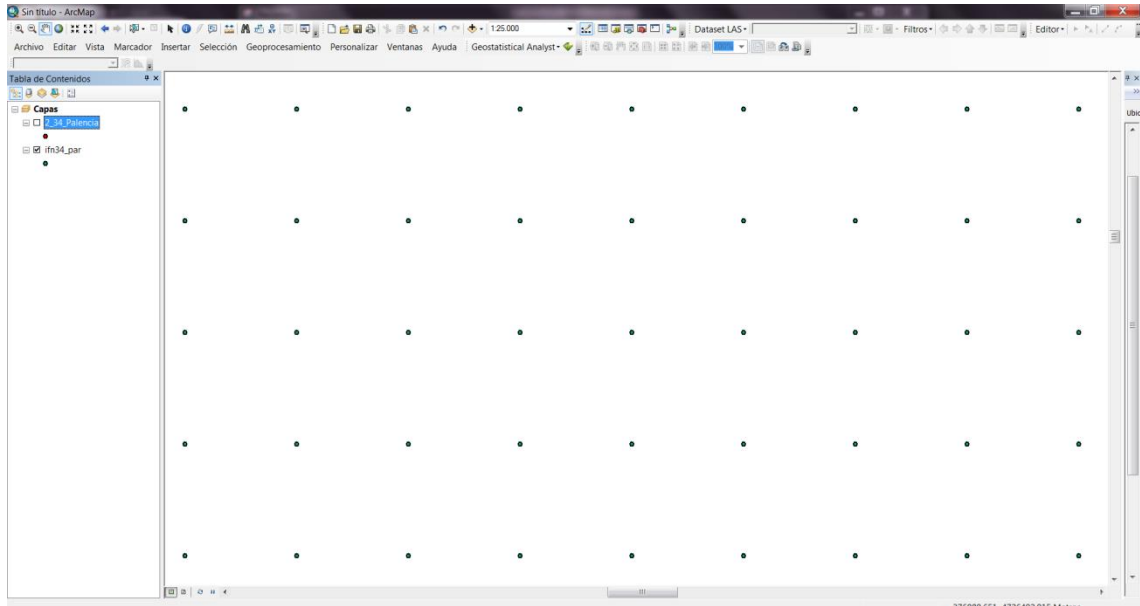 Sin título - ArcMap
1:25.000
Dataset LAS
Filtros
Editor
Archivo Editar Vista Marcador Insertar Selección Geoprocesamiento Personalizar Ventanas Ayuda Geostatistical Analyst
Tabla de Contenidos
Capas
2_34_Palencia
ifn34_par
Ubic